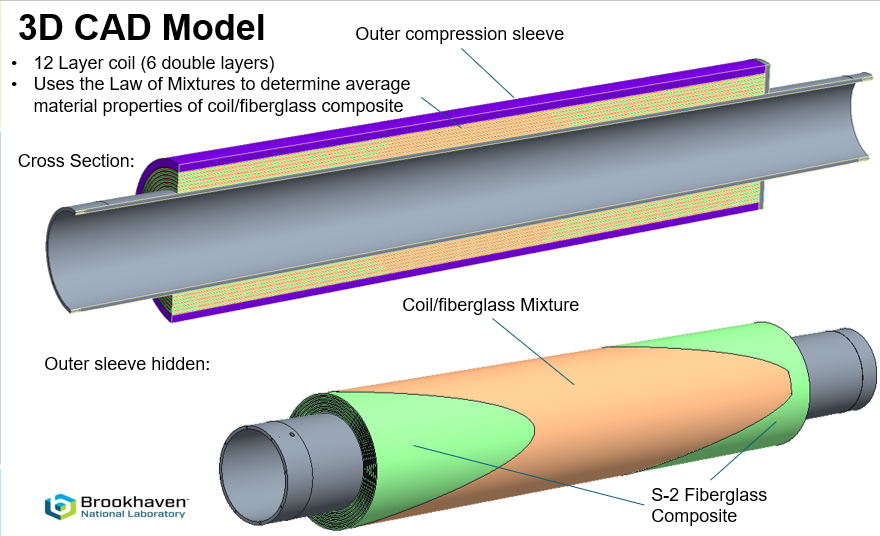 3D CAD Model
• 12 Layer coil (6 double layers)
• Uses the Law of Mixtures to determine average
material properties of coil/fiberglass composite
Outer compression sleeve
Cross Section:
Coil/fiberglass Mixture
Outer sleeve hidden:
S-2 Fiberglass
Composite
Brookhaven
National Laboratory